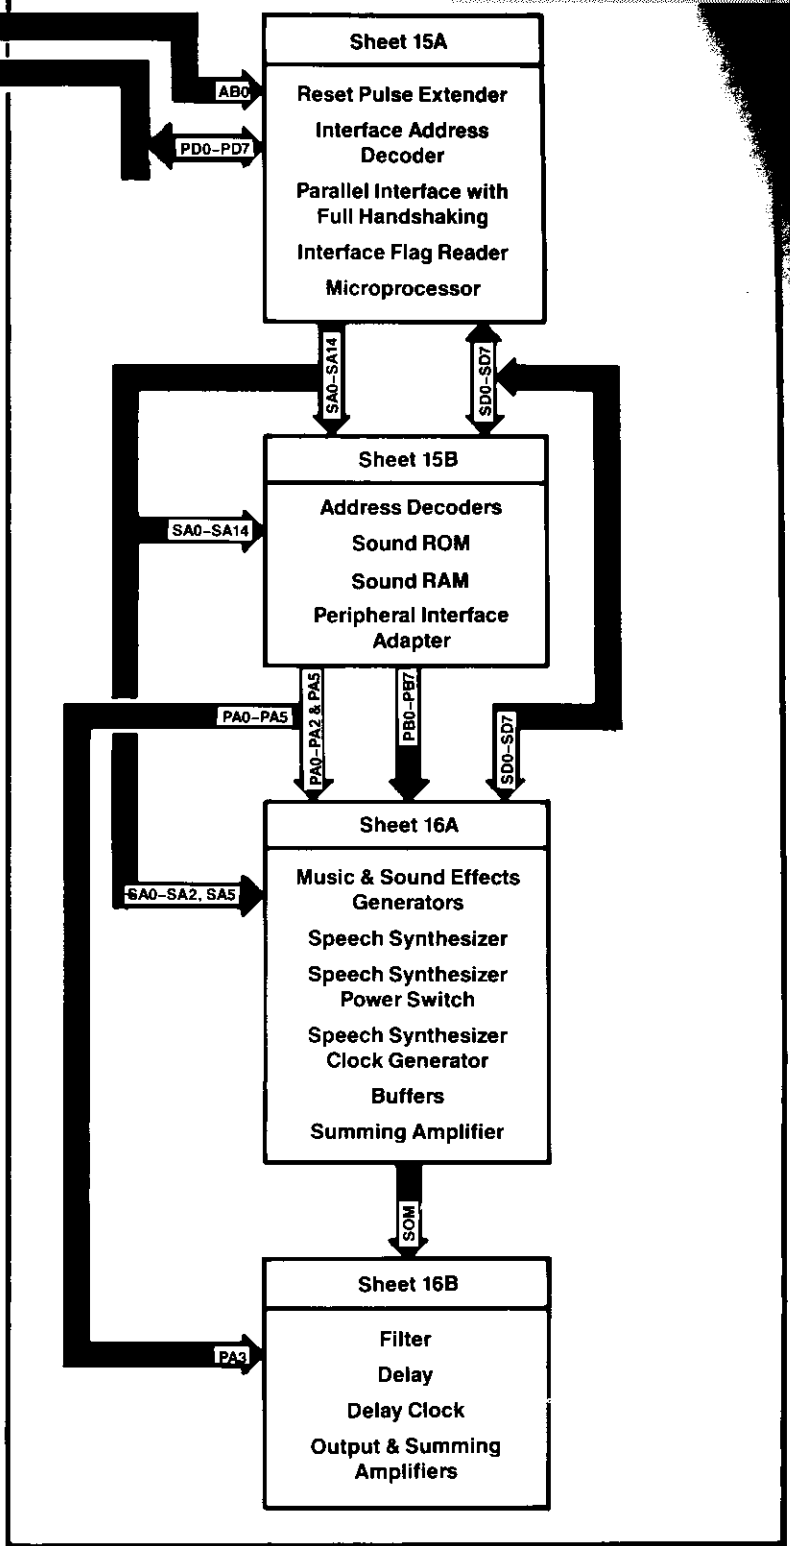 Sheet 15A
AB0
Reset Pulse Extender
Interface Address
Decoder
PD0–PD7
Parallel Interface with
Full Handshaking
Interface Flag Reader
Microprocessor
SA0–SA14
SD0–SD7
Sheet 15B
Address Decoders
SA0–SA14
Sound ROM
Sound RAM
Peripheral Interface
Adapter
PA0–PA5
PA0–PA2 & PA5
PB0–PB7
SD0–SD7
Sheet 16A
Music & Sound Effects
Generators
SA0–SA2, SA5
Speech Synthesizer
Speech Synthesizer
Power Switch
Speech Synthesizer
Clock Generator
Buffers
Summing Amplifier
SOM
Sheet 16B
Filter
PA3
Delay
Delay Clock
Output & Summing
Amplifiers